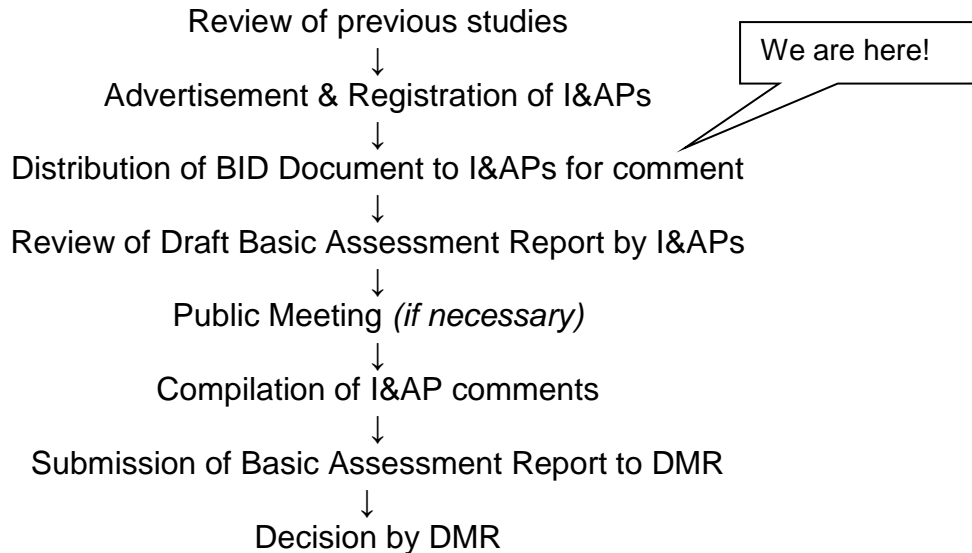 Review of previous studies
We are here!
↓
Advertisement & Registration of I&APs
↓
Distribution of BID Document to I&APs for comment
↓
Review of Draft Basic Assessment Report by I&APs
↓
Public Meeting (if necessary)
↓
Compilation of I&AP comments
↓
Submission of Basic Assessment Report to DMR
↓
Decision by DMR